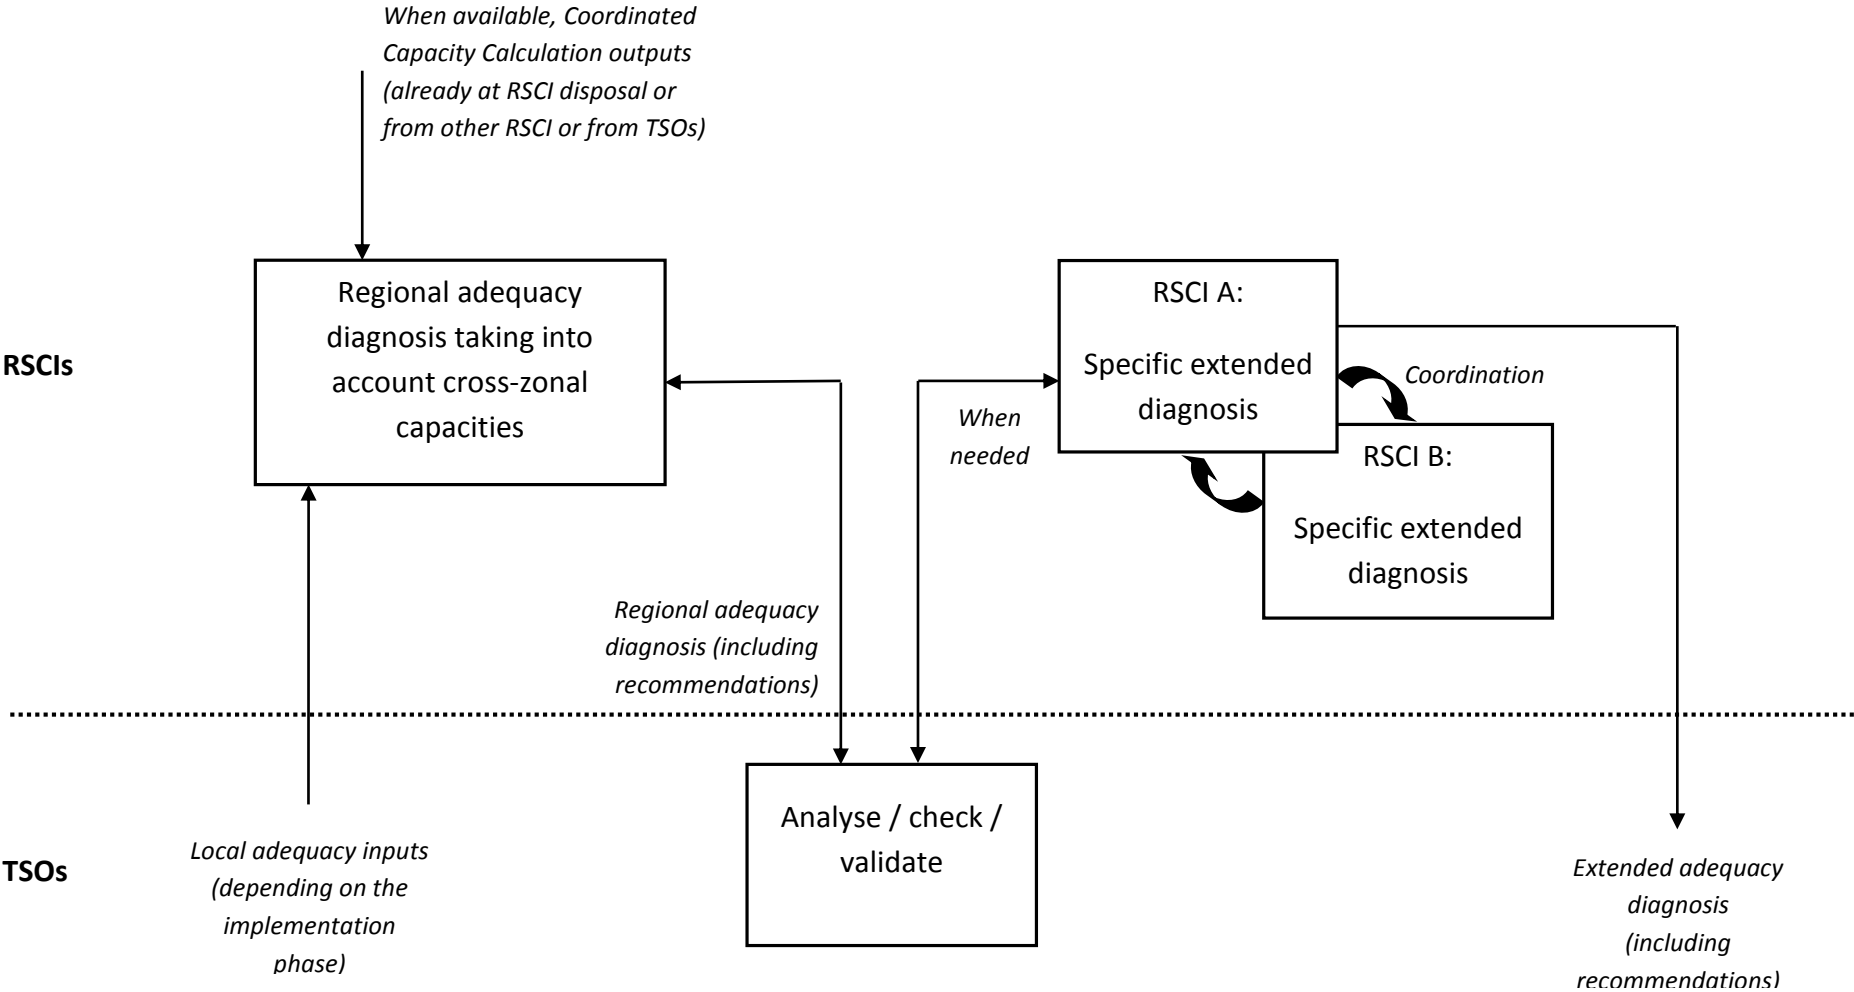 When available, Coordinated
Capacity Calculation outputs
(already at RSCI disposal or
from other RSCI or from TSOs)
RSCIs
Regional adequacy
diagnosis taking into
account cross-zonal
capacities
When
needed
RSCI A:
Specific extended
diagnosis
Coordination
RSCI B:
Specific extended
diagnosis
Regional adequacy
diagnosis (including
recommendations)
TSOs
Local adequacy inputs
(depending on the
implementation
phase)
Analyse / check /
validate
Extended adequacy
diagnosis
(including
recommendations)